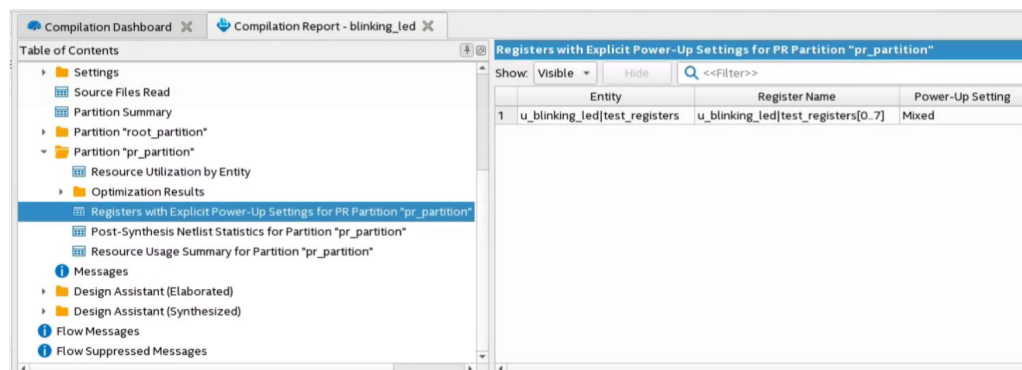 Compilation Dashboard
Compilation Report - blinking_led
Table of Contents
Settings
Source Files Read
Partition Summary
Partition "root_partition"
Partition "pr_partition"
Resource Utilization by Entity
Optimization Results
Registers with Explicit Power-Up Settings for PR Partition "pr_partition"
Post-Synthesis Netlist Statistics for Partition "pr_partition"
Resource Usage Summary for Partition "pr_partition"
Messages
Design Assistant (Elaborated)
Design Assistant (Synthesized)
Flow Messages
Flow Suppressed Messages
Registers with Explicit Power-Up Settings for PR Partition "pr_partition"
Show: Visible Hide <<Filter>>
Entity Register Name Power-Up Setting
1 u_blinking_led|test_registers u_blinking_led|test_registers[0..7] Mixed